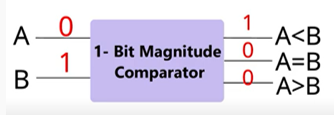 A 0
B 1
1- Bit Magnitude
Comparator
1 A<B
0 A=B
0 A>B